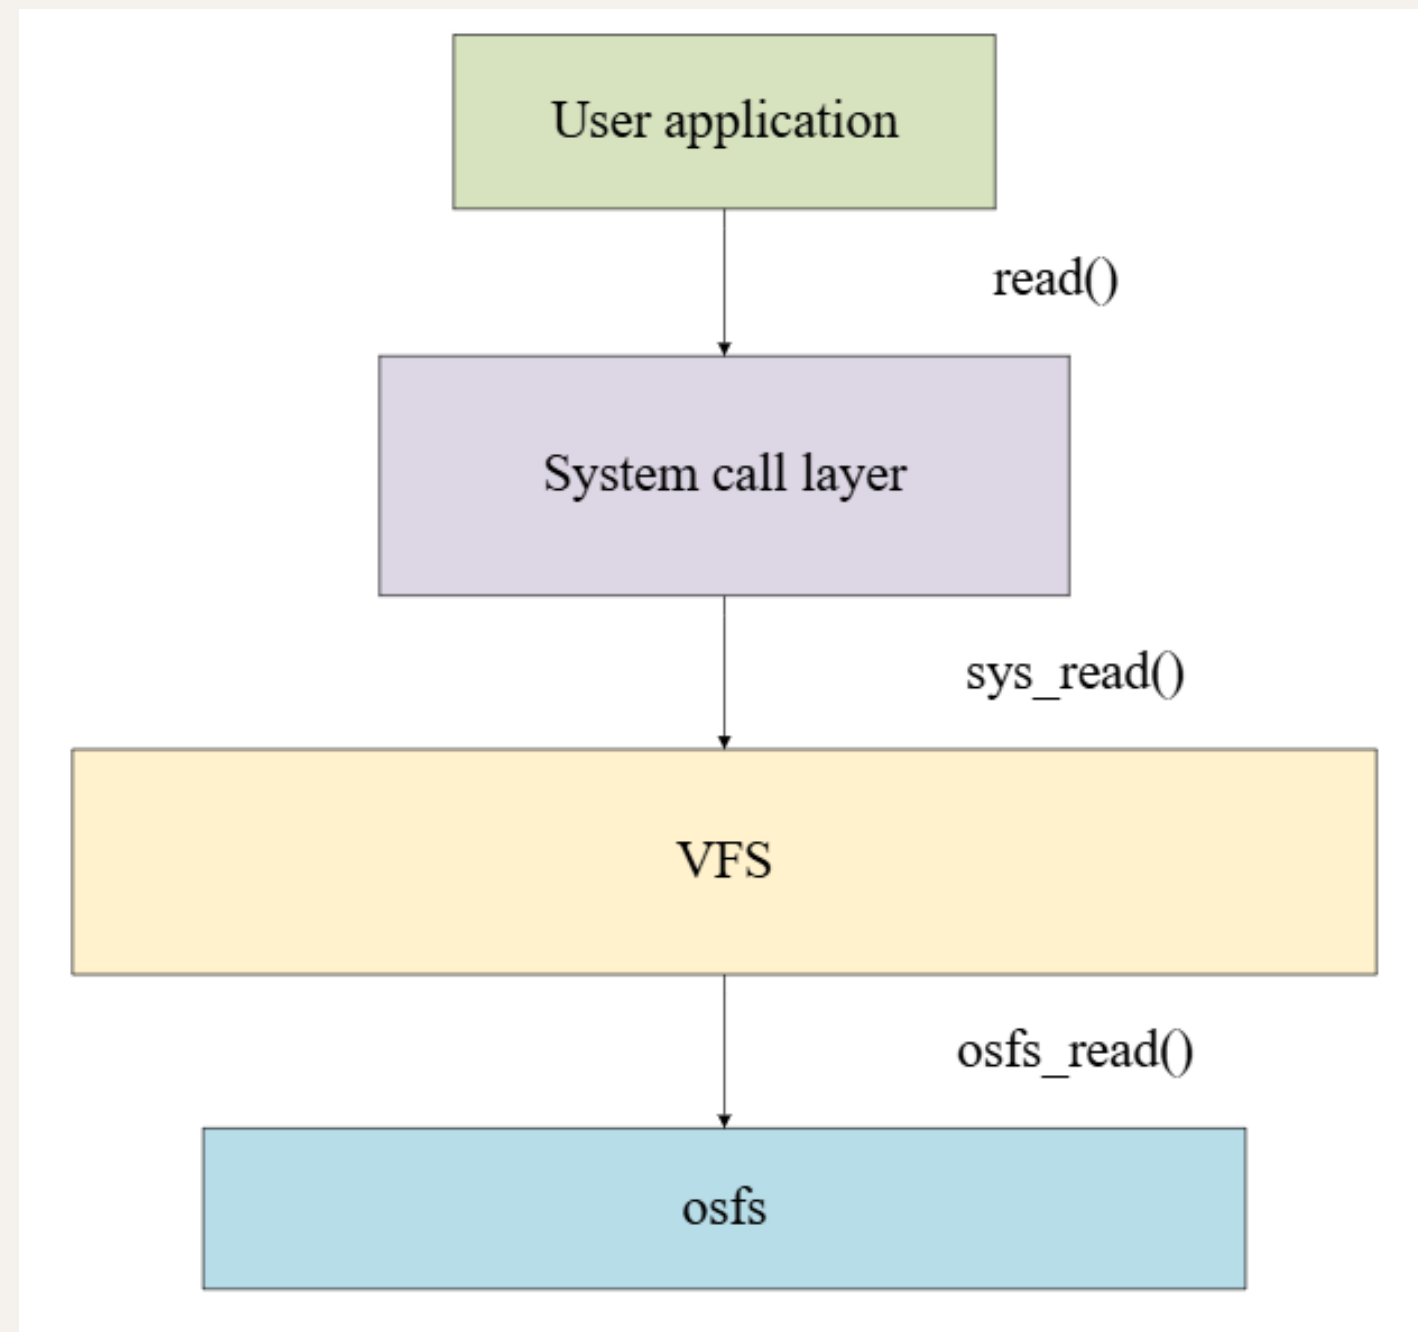 User application
read()
System call layer
sys_read()
VFS
osfs_read()
osfs